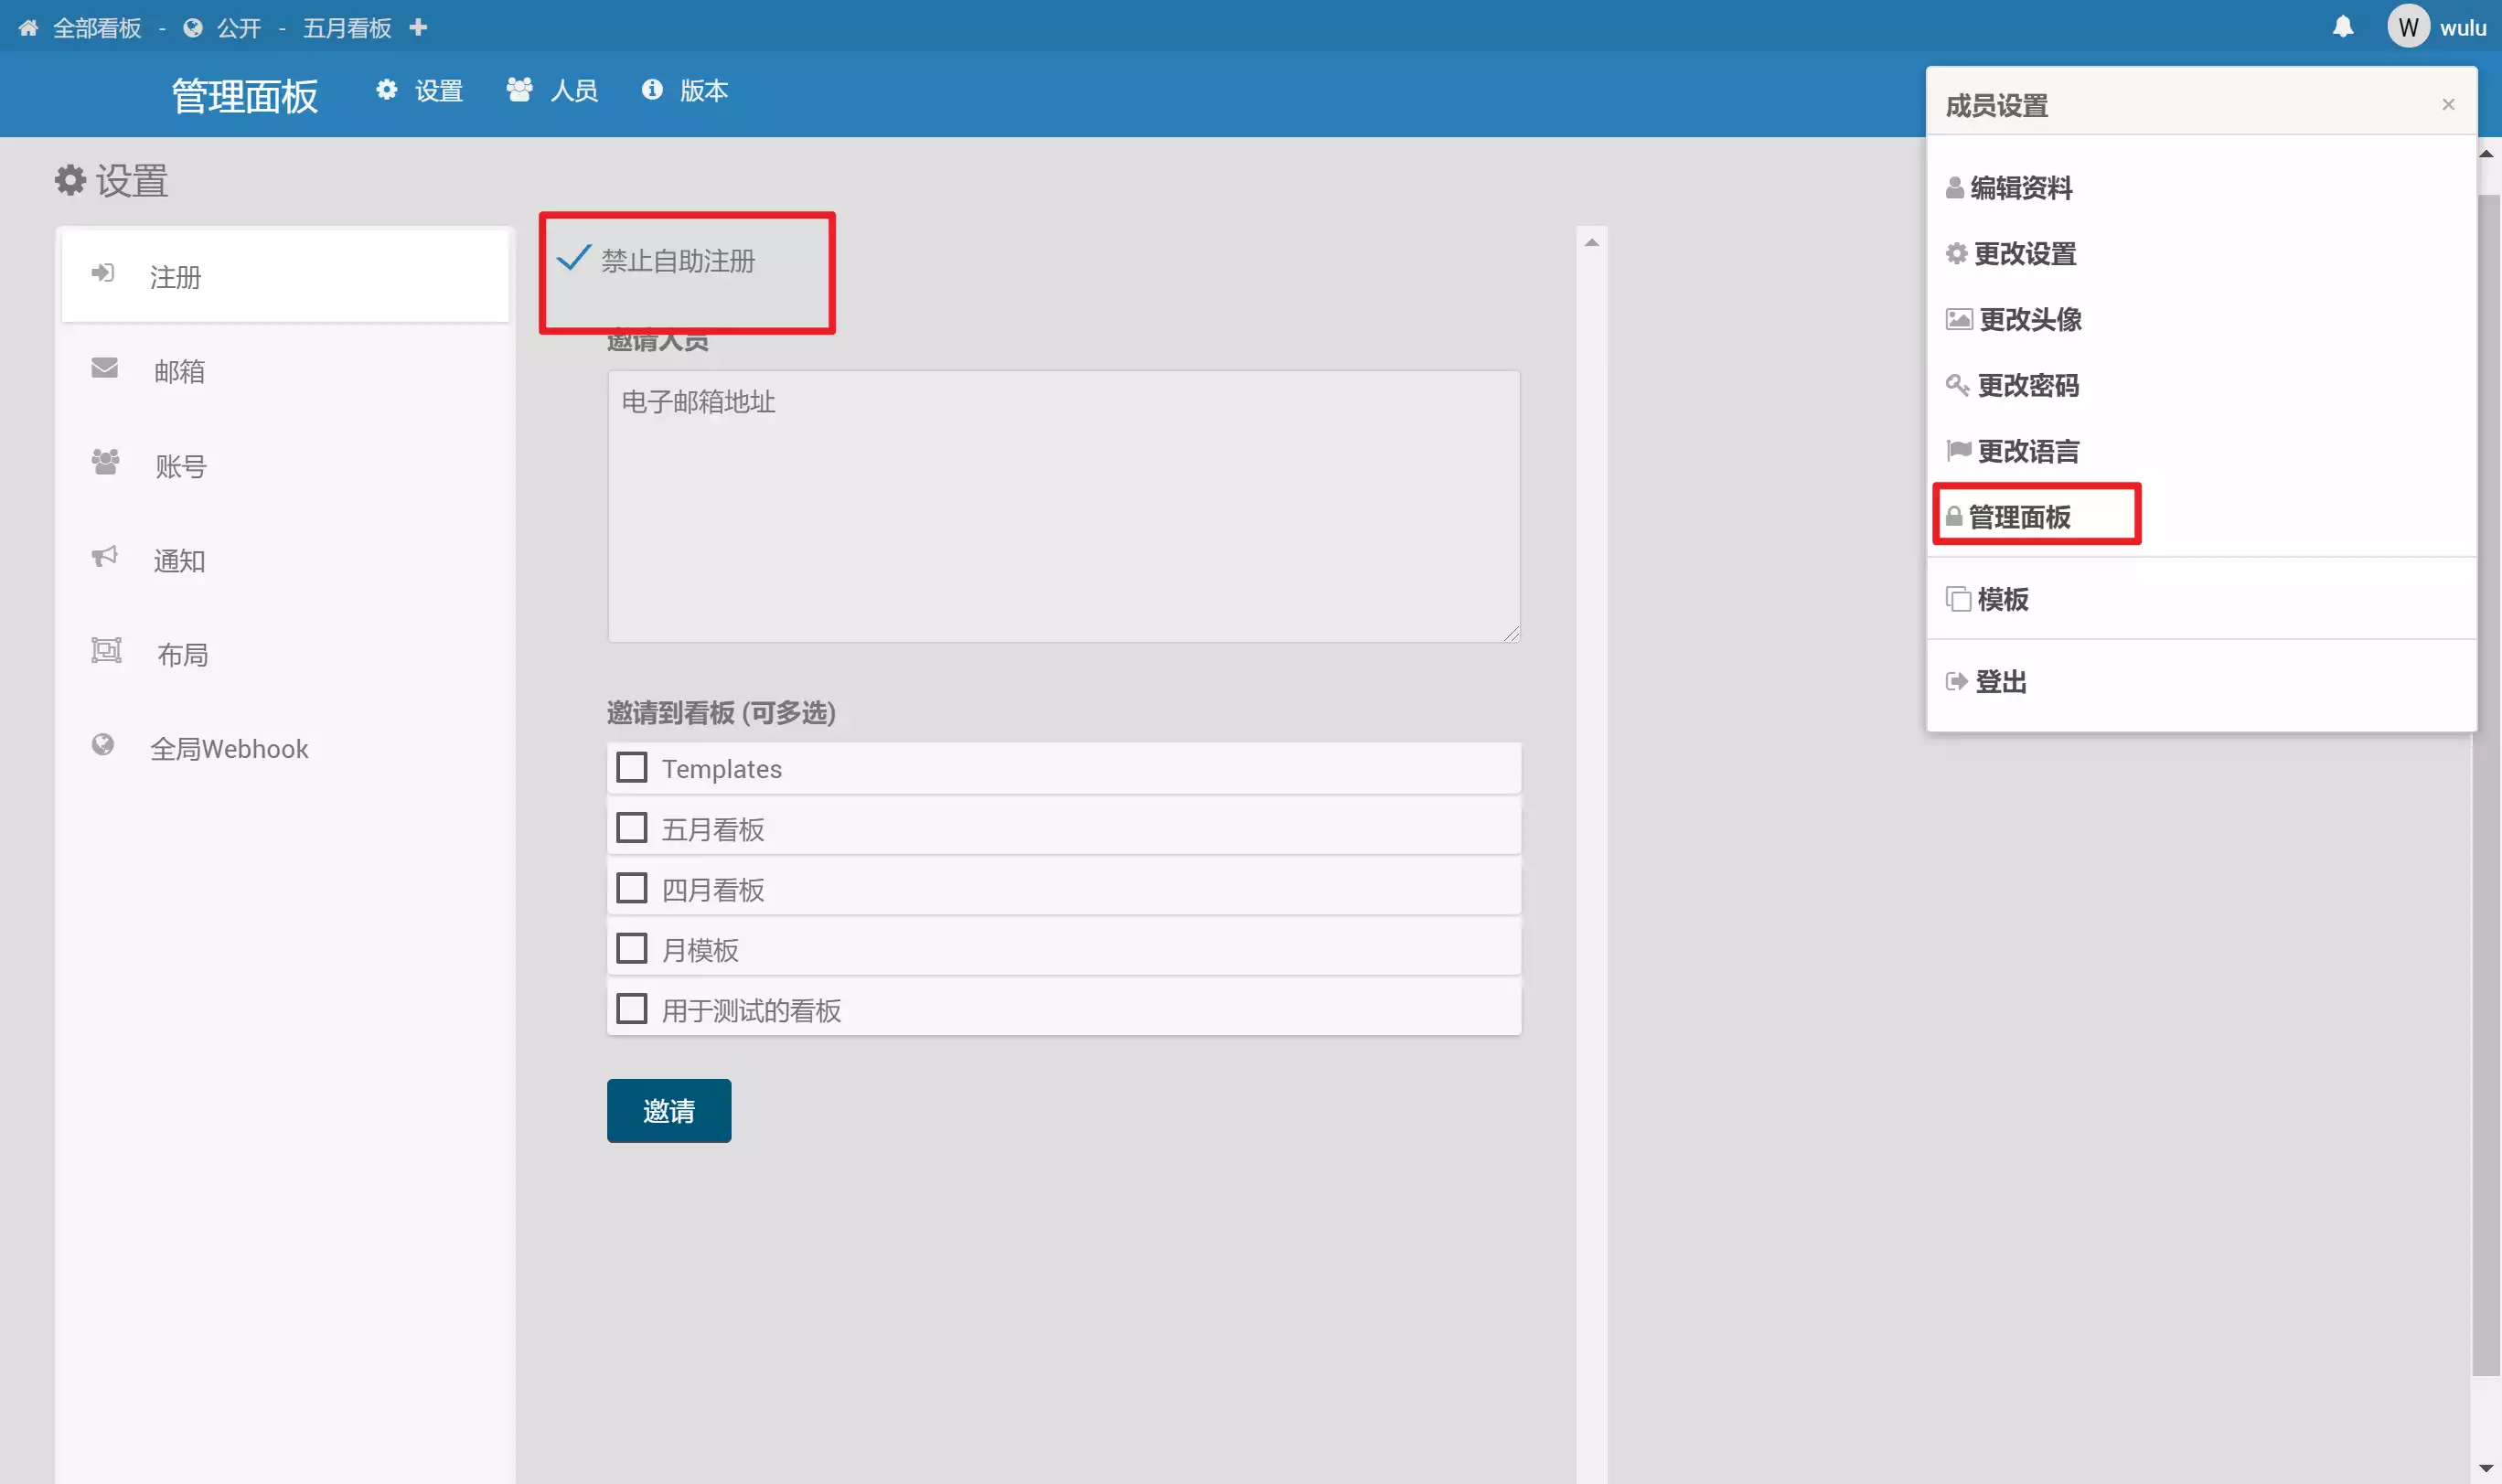 全部看板 - 公开 - 五月看板
W wulu
管理面板 设置 人员 版本
设置
注册
邮箱
账号
通知
布局
全局Webhook
禁止自助注册
邀请人员
电子邮箱地址
邀请到看板 (可多选)
Templates
五月看板
四月看板
月模板
用于测试的看板
邀请
成员设置 ×
编辑资料
更改设置
更改头像
更改密码
更改语言
管理面板
模板
登出